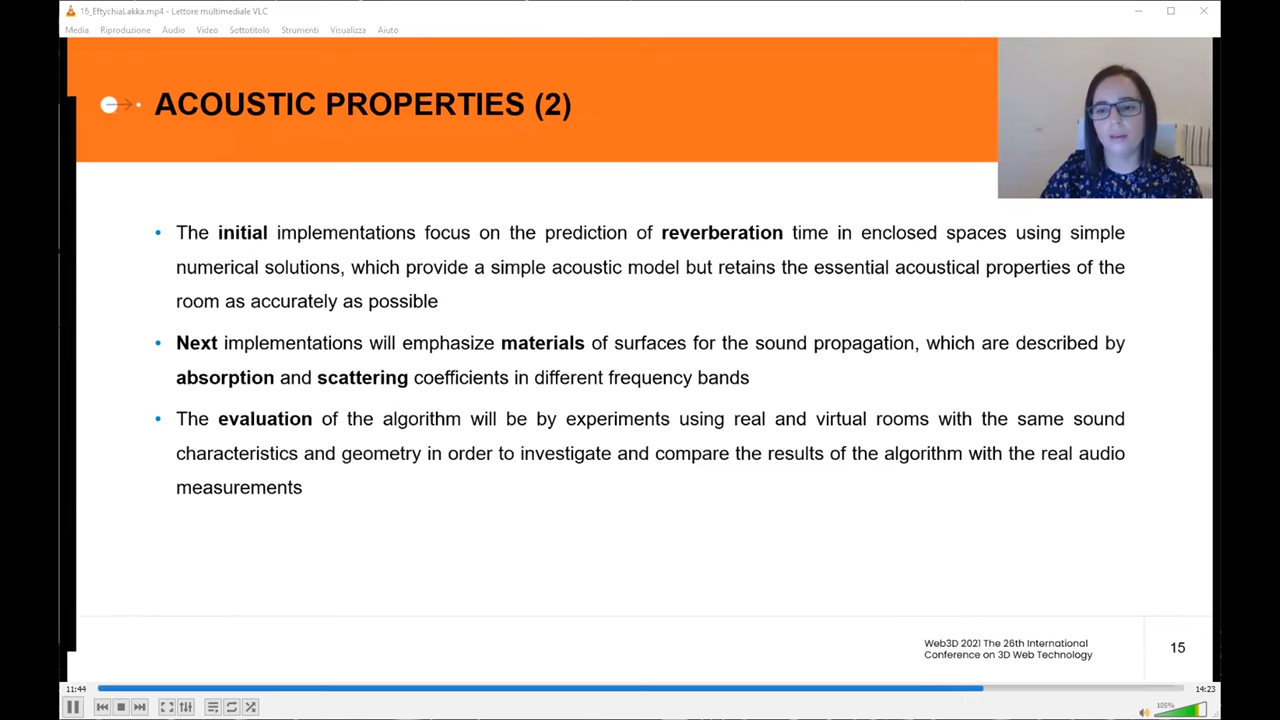 15_EftychiaLakka.mp4 - Lettore multimediale VLC
Media Riproduzione Audio Video Sottotitolo Strumenti Visualizza Aiuto
ACOUSTIC PROPERTIES (2)
• The initial implementations focus on the prediction of reverberation time in enclosed spaces using simple
numerical solutions, which provide a simple acoustic model but retains the essential acoustical properties of the
room as accurately as possible
• Next implementations will emphasize materials of surfaces for the sound propagation, which are described by
absorption and scattering coefficients in different frequency bands
• The evaluation of the algorithm will be by experiments using real and virtual rooms with the same sound
characteristics and geometry in order to investigate and compare the results of the algorithm with the real audio
measurements
Web3D 2021 The 26th International
Conference on 3D Web Technology
15
11:44
14:23
105%